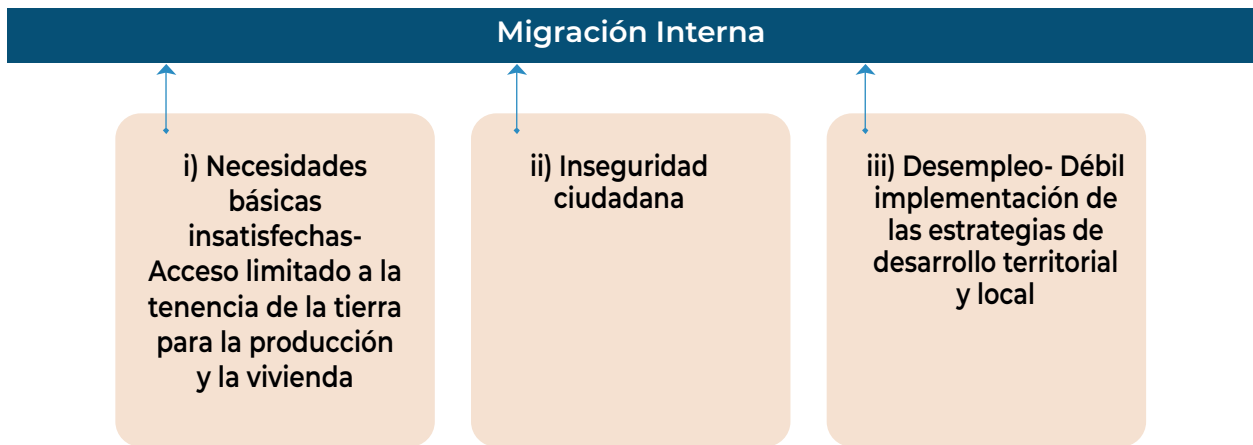 Migración Interna
i) Necesidades
básicas
insatisfechas-
Acceso limitado a la
tenencia de la tierra
para la producción
y la vivienda
ii) Inseguridad
ciudadana
iii) Desempleo- Débil
implementación de
las estrategias de
desarrollo territorial
y local